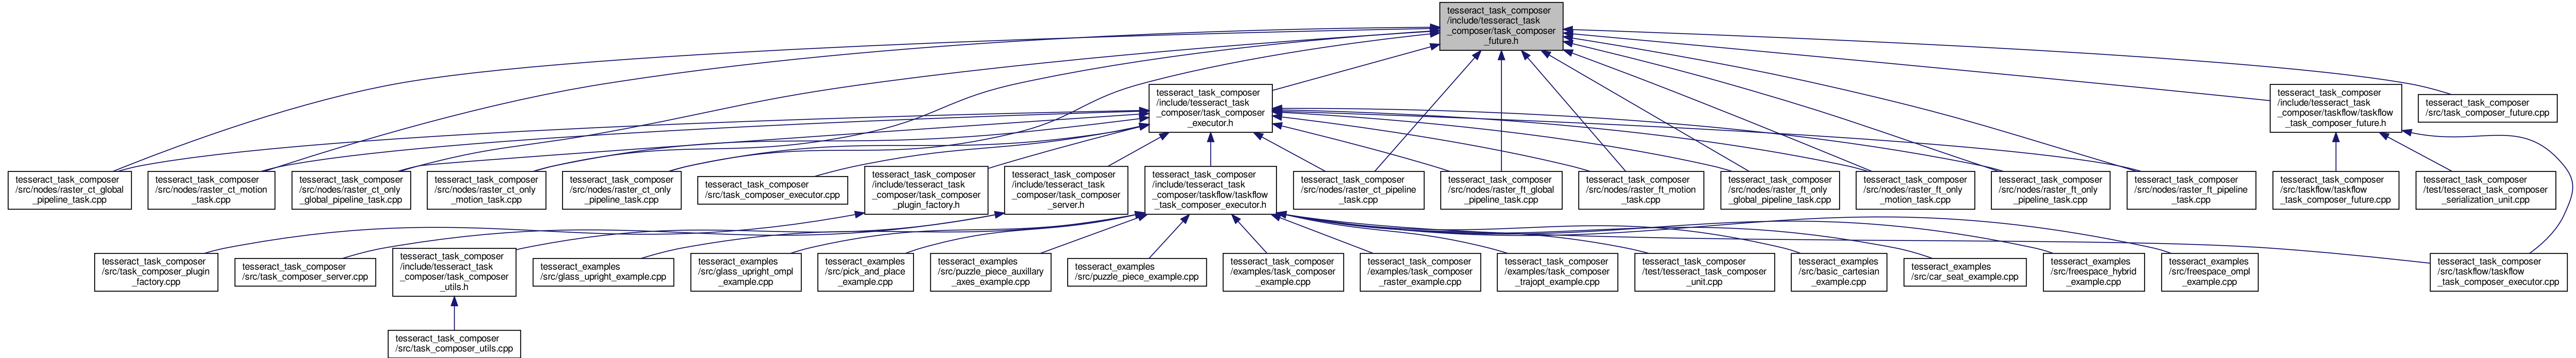 tesseract_task_composer
/include/tesseract_task
_composer/task_composer
_future.h
tesseract_task_composer
/include/tesseract_task
_composer/task_composer
_executor.h
tesseract_task_composer
/include/tesseract_task
_composer/taskflow/taskflow
_task_composer_future.h
tesseract_task_composer
/src/task_composer_future.cpp
tesseract_task_composer
/src/nodes/raster_ct_global
_pipeline_task.cpp
tesseract_task_composer
/src/nodes/raster_ct_motion
_task.cpp
tesseract_task_composer
/src/nodes/raster_ct_only
_global_pipeline_task.cpp
tesseract_task_composer
/src/nodes/raster_ct_only
_motion_task.cpp
tesseract_task_composer
/src/nodes/raster_ct_only
_pipeline_task.cpp
tesseract_task_composer
/src/task_composer_executor.cpp
tesseract_task_composer
/include/tesseract_task
_composer/task_composer
_plugin_factory.h
tesseract_task_composer
/include/tesseract_task
_composer/task_composer
_server.h
tesseract_task_composer
/include/tesseract_task
_composer/taskflow/taskflow
_task_composer_executor.h
tesseract_task_composer
/src/nodes/raster_ct_pipeline
_task.cpp
tesseract_task_composer
/src/nodes/raster_ft_global
_pipeline_task.cpp
tesseract_task_composer
/src/nodes/raster_ft_motion
_task.cpp
tesseract_task_composer
/src/nodes/raster_ft_only
_global_pipeline_task.cpp
tesseract_task_composer
/src/nodes/raster_ft_only
_motion_task.cpp
tesseract_task_composer
/src/nodes/raster_ft_only
_pipeline_task.cpp
tesseract_task_composer
/src/nodes/raster_ft_pipeline
_task.cpp
tesseract_task_composer
/src/taskflow/taskflow
_task_composer_future.cpp
tesseract_task_composer
/test/tesseract_task_composer
_serialization_unit.cpp
tesseract_task_composer
/src/task_composer_plugin
_factory.cpp
tesseract_task_composer
/src/task_composer_server.cpp
tesseract_task_composer
/include/tesseract_task
_composer/task_composer
_utils.h
tesseract_examples
/src/glass_upright_example.cpp
tesseract_examples
/src/glass_upright_ompl
_example.cpp
tesseract_examples
/src/pick_and_place
_example.cpp
tesseract_examples
/src/puzzle_piece_auxillary
_axes_example.cpp
tesseract_examples
/src/puzzle_piece_example.cpp
tesseract_task_composer
/examples/task_composer
_example.cpp
tesseract_task_composer
/examples/task_composer
_raster_example.cpp
tesseract_task_composer
/examples/task_composer
_trajopt_example.cpp
tesseract_task_composer
/test/tesseract_task_composer
_unit.cpp
tesseract_examples
/src/basic_cartesian
_example.cpp
tesseract_examples
/src/car_seat_example.cpp
tesseract_examples
/src/freespace_hybrid
_example.cpp
tesseract_examples
/src/freespace_ompl
_example.cpp
tesseract_task_composer
/src/taskflow/taskflow
_task_composer_executor.cpp
tesseract_task_composer
/src/task_composer_utils.cpp